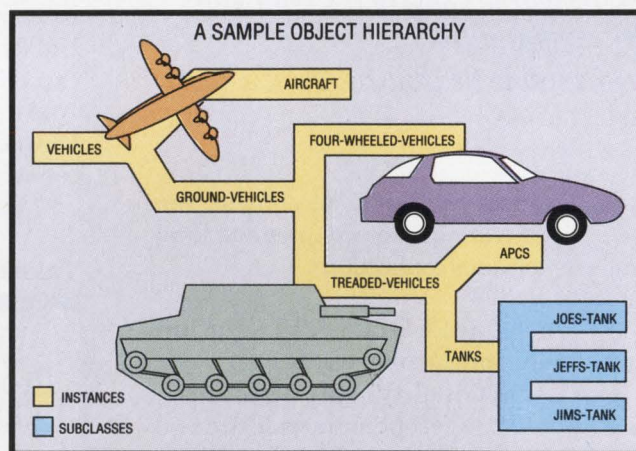 A SAMPLE OBJECT HIERARCHY
AIRCRAFT
VEHICLES
FOUR-WHEELED-VEHICLES
GROUND-VEHICLES
APCS
TREADED-VEHICLES
JOES-TANK
TANKS
JEFFS-TANK
INSTANCES
SUBCLASSES
JIMS-TANK